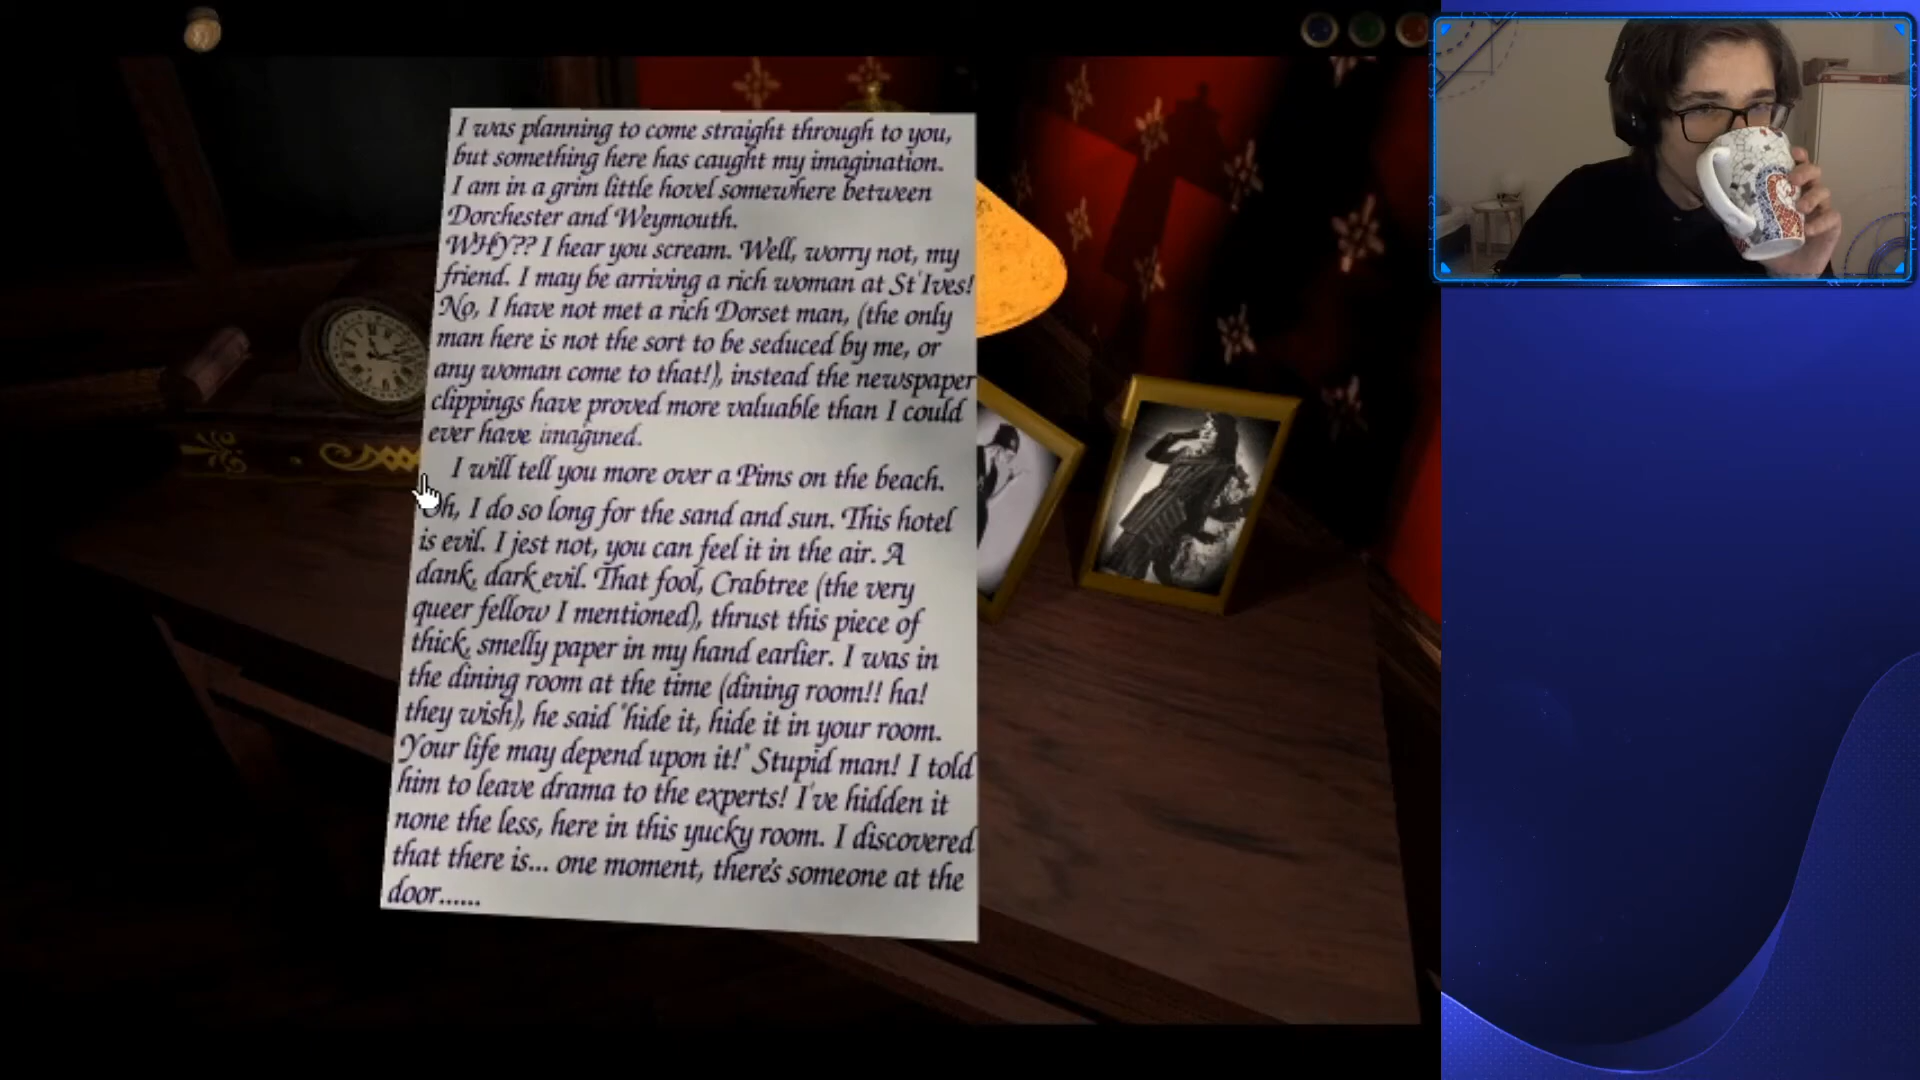 I was planning to come straight through to you,
but something here has caught my imagination.
I am in a grim little hovel somewhere between
Dorchester and Weymouth.
WHY?? I hear you scream. Well, worry not, my
friend. I may be arriving a rich woman at St'Ives!
No, I have not met a rich Dorset man, (the only
man here is not the sort to be seduced by me, or
any woman come to that!), instead the newspaper
clippings have proved more valuable than I could
ever have imagined.
I will tell you more over a Pims on the beach.
Oh, I do so long for the sand and sun. This hotel
is evil. I jest not, you can feel it in the air. A
dank, dark evil. That fool, Crabtree (the very
queer fellow I mentioned), thrust this piece of
thick, smelly paper in my hand earlier. I was in
the dining room at the time (dining room!! ha!
they wish), he said "hide it, hide it in your room.
Your life may depend upon it!" Stupid man! I told
him to leave drama to the experts! I've hidden it
none the less, here in this yucky room. I discovered
that there is... one moment, there's someone at the
door......